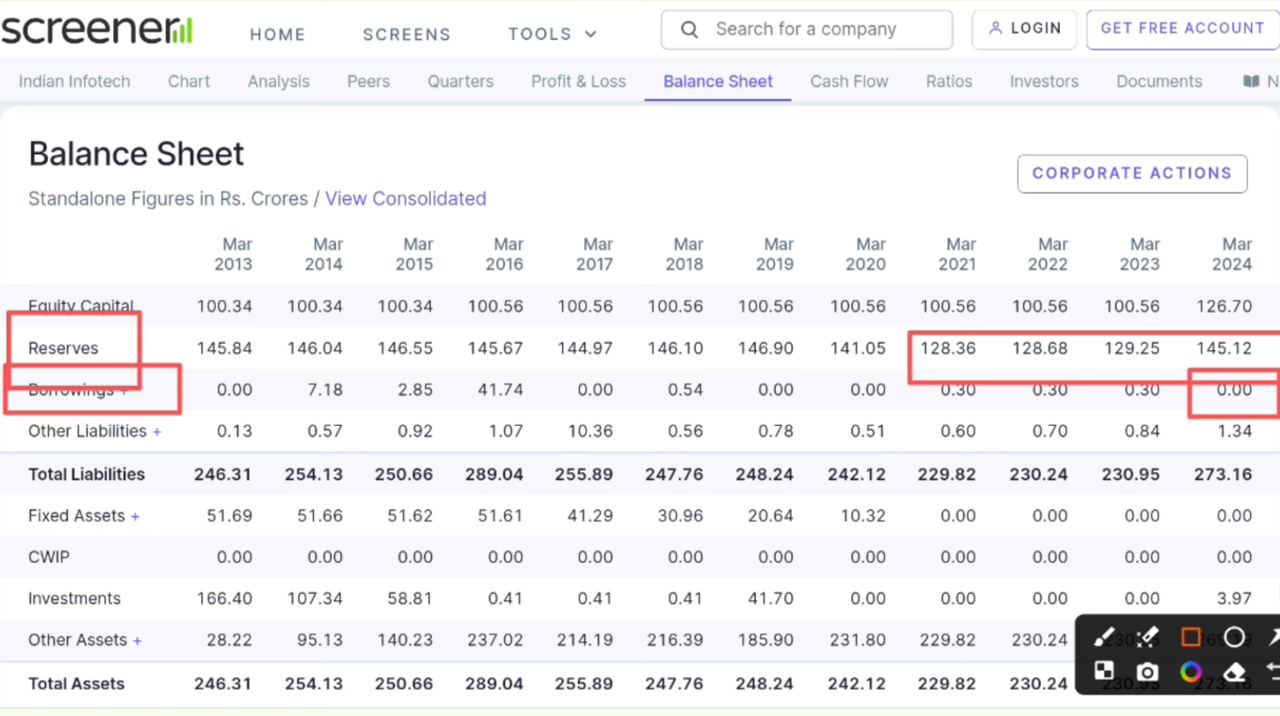 screener
HOME SCREENS TOOLS Search for a company LOGIN GET FREE ACCOUNT
Indian Infotech Chart Analysis Peers Quarters Profit & Loss Balance Sheet Cash Flow Ratios Investors Documents N
Balance Sheet
CORPORATE ACTIONS
Standalone Figures in Rs. Crores / View Consolidated
Mar 2013 Mar 2014 Mar 2015 Mar 2016 Mar 2017 Mar 2018 Mar 2019 Mar 2020 Mar 2021 Mar 2022 Mar 2023 Mar 2024
Equity Capital 100.34 100.34 100.34 100.56 100.56 100.56 100.56 100.56 100.56 100.56 100.56 126.70
Reserves 145.84 146.04 146.55 145.67 144.97 146.10 146.90 141.05 128.36 128.68 129.25 145.12
Borrowings + 0.00 7.18 2.85 41.74 0.00 0.54 0.00 0.00 0.30 0.30 0.30 0.00
Other Liabilities + 0.13 0.57 0.92 1.07 10.36 0.56 0.78 0.51 0.60 0.70 0.84 1.34
Total Liabilities 246.31 254.13 250.66 289.04 255.89 247.76 248.24 242.12 229.82 230.24 230.95 273.16
Fixed Assets + 51.69 51.66 51.62 51.61 41.29 30.96 20.64 10.32 0.00 0.00 0.00 0.00
CWIP 0.00 0.00 0.00 0.00 0.00 0.00 0.00 0.00 0.00 0.00 0.00 0.00
Investments 166.40 107.34 58.81 0.41 0.41 0.41 41.70 0.00 0.00 0.00 0.00 3.97
Other Assets + 28.22 95.13 140.23 237.02 214.19 216.39 185.90 231.80 229.82 230.24
Total Assets 246.31 254.13 250.66 289.04 255.89 247.76 248.24 242.12 229.82 230.24 230.95 273.16